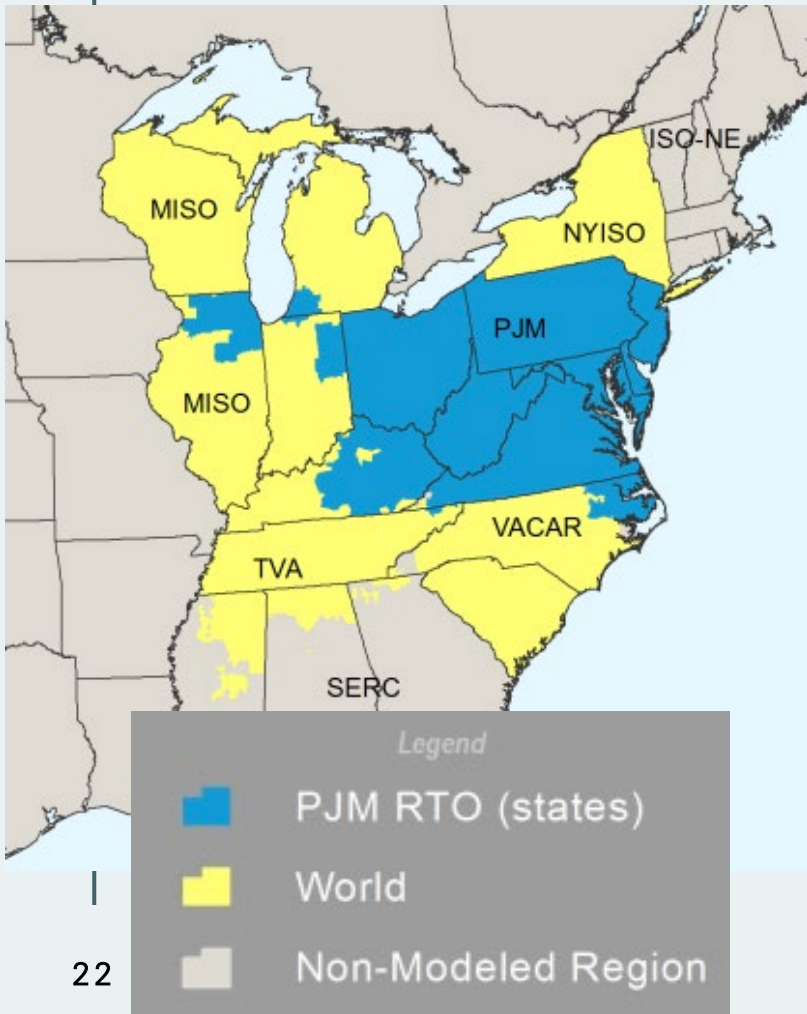 ISO-NE
MISO
NYISO
PJM
MISO
VACAR
TVA
SERC
Legend
PJM RTO (states)
World
Non-Modeled Region
22